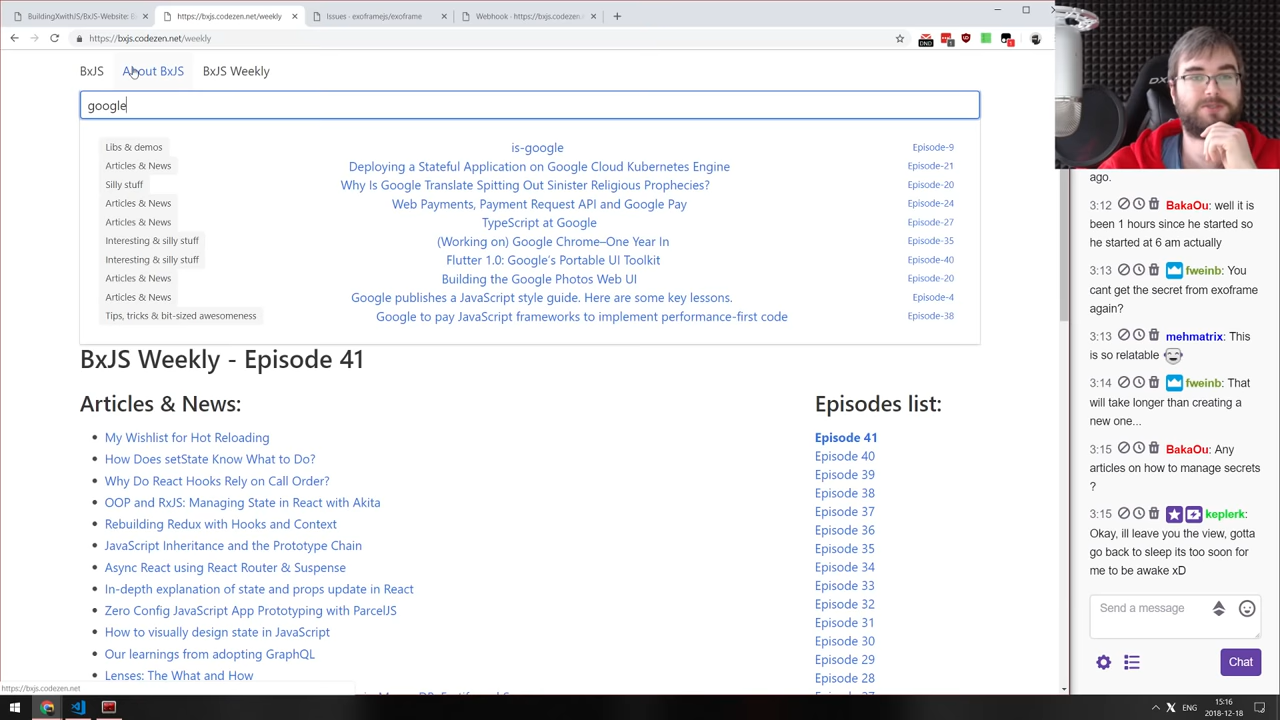 BuildingXwithJS/BxJS-Website: B
https://bxjs.codezen.net/weekly
Issues · exoframejs/exoframe
Webhook · https://bxjs.codezen
https://bxjs.codezen.net/weekly
BxJS
About BxJS
BxJS Weekly
google
Libs & demos
is-google
Episode-9
Articles & News
Deploying a Stateful Application on Google Cloud Kubernetes Engine
Episode-21
Silly stuff
Why Is Google Translate Spitting Out Sinister Religious Prophecies?
Episode-20
Articles & News
Web Payments, Payment Request API and Google Pay
Episode-24
Articles & News
TypeScript at Google
Episode-27
Interesting & silly stuff
(Working on) Google Chrome–One Year In
Episode-35
Interesting & silly stuff
Flutter 1.0: Google's Portable UI Toolkit
Episode-40
Articles & News
Building the Google Photos Web UI
Episode-20
Articles & News
Google publishes a JavaScript style guide. Here are some key lessons.
Episode-4
Tips, tricks & bit-sized awesomeness
Google to pay JavaScript frameworks to implement performance-first code
Episode-38
BxJS Weekly - Episode 41
Articles & News:
My Wishlist for Hot Reloading
How Does setState Know What to Do?
Why Do React Hooks Rely on Call Order?
OOP and RxJS: Managing State in React with Akita
Rebuilding Redux with Hooks and Context
JavaScript Inheritance and the Prototype Chain
Async React using React Router & Suspense
In-depth explanation of state and props update in React
Zero Config JavaScript App Prototyping with ParcelJS
How to visually design state in JavaScript
Our learnings from adopting GraphQL
Lenses: The What and How
Episodes list:
Episode 41
Episode 40
Episode 39
Episode 38
Episode 37
Episode 36
Episode 35
Episode 34
Episode 33
Episode 32
Episode 31
Episode 30
Episode 29
Episode 28
https://bxjs.codezen.net
ago.
3:12 BakaOu: well it is
been 1 hours since he started so
he started at 6 am actually
3:13 fweinb: You
cant get the secret from exoframe
again?
3:13 mehmatrix: This
is so relatable
3:14 fweinb: That
will take longer than creating a
new one...
3:15 BakaOu: Any
articles on how to manage secrets
?
3:15 keplerk:
Okay, ill leave you the view, gotta
go back to sleep its too soon for
me to be awake xD
Send a message
Chat
ENG
15:16
2018-12-18